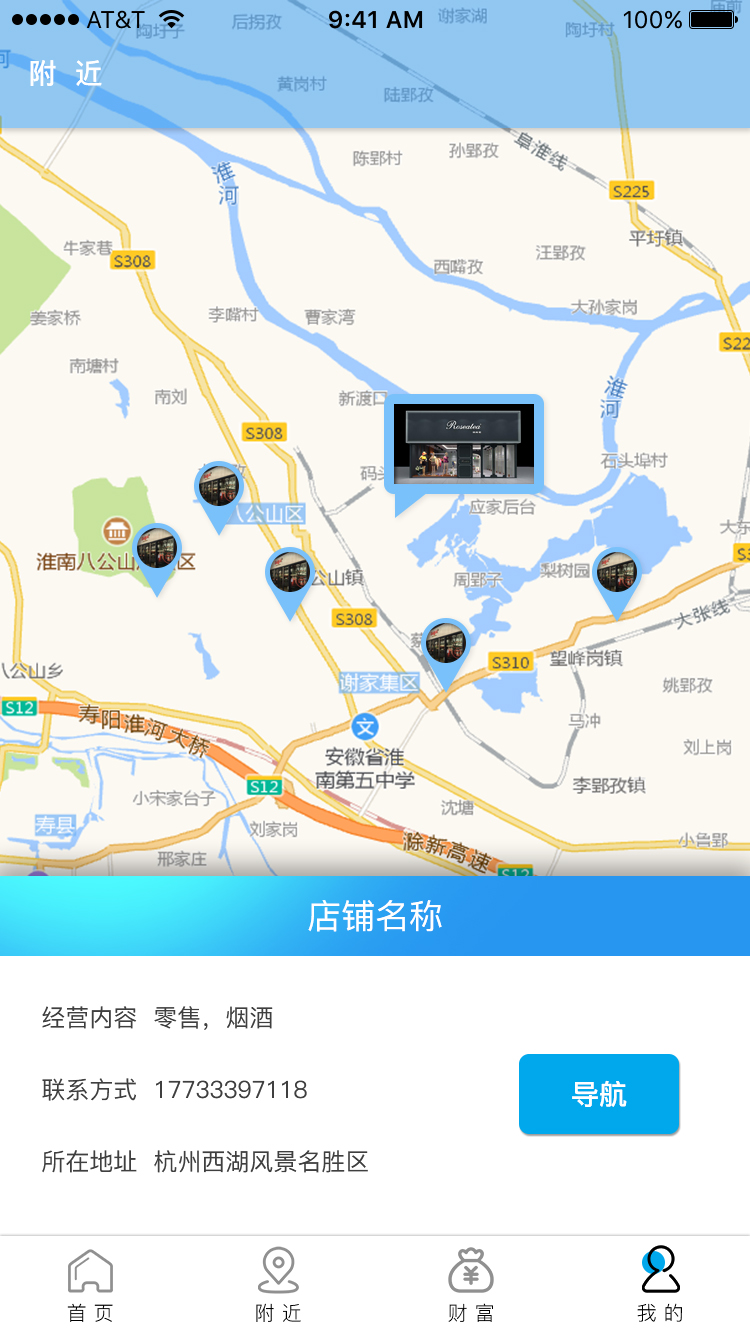 AT&T 9:41 AM 100%
陶圩子
后拐孜
谢家湖
陶圩村
附 近
黄岗村
陆郢孜
陈郢村
孙郢孜
阜淮线
淮河
S225
平圩镇
牛家巷
S308
西嘴孜
汪郢孜
姜家桥
李嘴村
曹家湾
大孙家岗
S22
南塘村
南刘
新渡口
淮河
Roseatea
S308
石头埠村
码头
八公山区
应家后台
大东
淮南八公山
区
公山镇
周郢子
梨树园
S3
S308
大张线
S310
望峰岗镇
八公山乡
谢家集区
姚郢孜
S12
寿阳淮河大桥
文
马冲
安徽省淮
南第五中学
刘上岗
S12
小宋家台子
李郢孜镇
寿县
刘家岗
沈塘
邢家庄
滁新高速
小鲁郢
S12
店铺名称
经营内容 零售，烟酒
联系方式 17733397118
导航
所在地址 杭州西湖风景名胜区
首页 附近 财富 我的